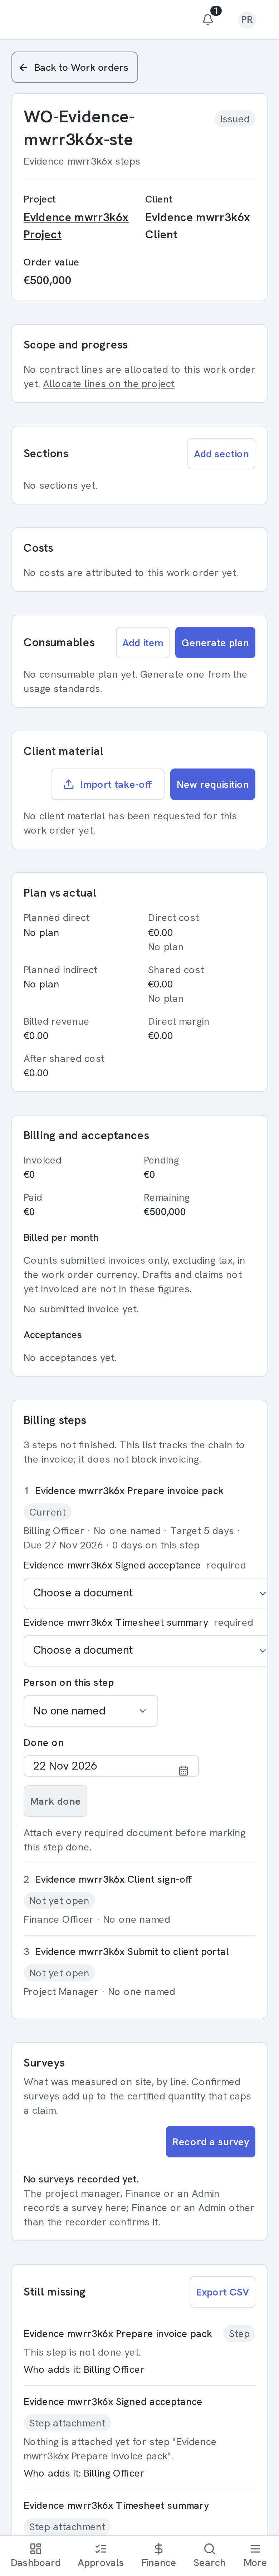 1
PR
Back to Work orders
WO-Evidence-
mwrr3k6x-ste
Issued
Evidence mwrr3k6x steps
Project
Client
Evidence mwrr3k6x
Project
Evidence mwrr3k6x
Client
Order value
€500,000
Scope and progress
No contract lines are allocated to this work order
yet. Allocate lines on the project
Sections
Add section
No sections yet.
Costs
No costs are attributed to this work order yet.
Consumables
Add item
Generate plan
No consumable plan yet. Generate one from the
usage standards.
Client material
Import take-off
New requisition
No client material has been requested for this
work order yet.
Plan vs actual
Planned direct
Direct cost
No plan
€0.00
No plan
Planned indirect
Shared cost
No plan
€0.00
No plan
Billed revenue
Direct margin
€0.00
€0.00
After shared cost
€0.00
Billing and acceptances
Invoiced
Pending
€0
€0
Paid
Remaining
€0
€500,000
Billed per month
Counts submitted invoices only, excluding tax, in
the work order currency. Drafts and claims not
yet invoiced are not in these figures.
No submitted invoice yet.
Acceptances
No acceptances yet.
Billing steps
3 steps not finished. This list tracks the chain to
the invoice; it does not block invoicing.
1 Evidence mwrr3k6x Prepare invoice pack
Current
Billing Officer · No one named · Target 5 days ·
Due 27 Nov 2026 · 0 days on this step
Evidence mwrr3k6x Signed acceptance required
Choose a document
Evidence mwrr3k6x Timesheet summary required
Choose a document
Person on this step
No one named
Done on
22 Nov 2026
Mark done
Attach every required document before marking
this step done.
2 Evidence mwrr3k6x Client sign-off
Not yet open
Finance Officer · No one named
3 Evidence mwrr3k6x Submit to client portal
Not yet open
Project Manager · No one named
Surveys
What was measured on site, by line. Confirmed
surveys add up to the certified quantity that caps
a claim.
Record a survey
No surveys recorded yet.
The project manager, Finance or an Admin
records a survey here; Finance or an Admin other
than the recorder confirms it.
Still missing
Export CSV
Evidence mwrr3k6x Prepare invoice pack
Step
This step is not done yet.
Who adds it: Billing Officer
Evidence mwrr3k6x Signed acceptance
Step attachment
Nothing is attached yet for step "Evidence
mwrr3k6x Prepare invoice pack".
Who adds it: Billing Officer
Evidence mwrr3k6x Timesheet summary
Step attachment
Dashboard
Approvals
Finance
Search
More